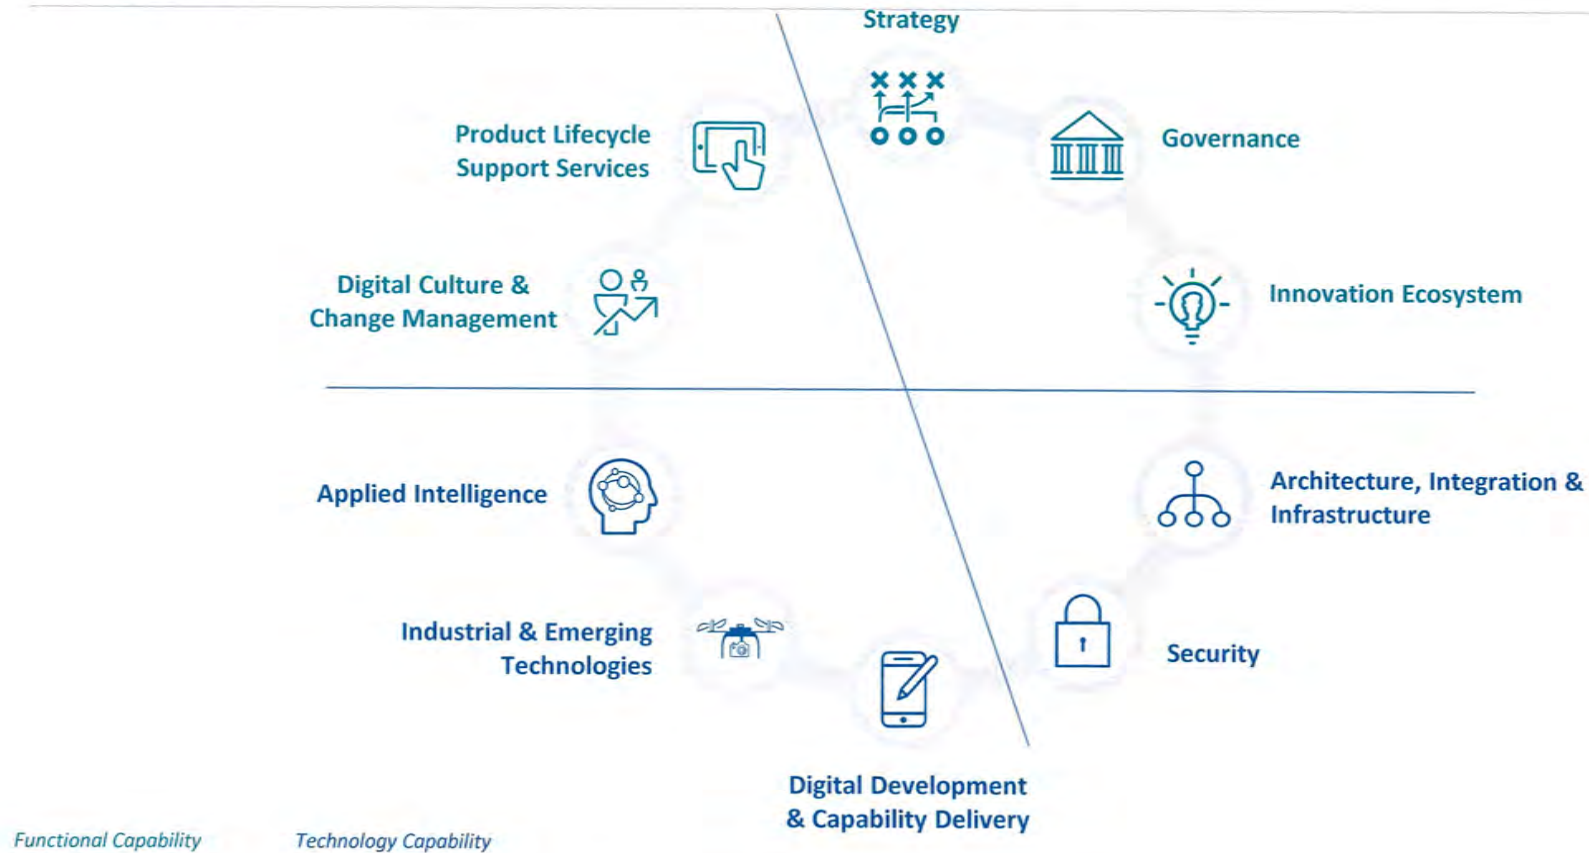 Strategy
Product Lifecycle
Support Services
Governance
Digital Culture &
Change Management
Innovation Ecosystem
Applied Intelligence
Architecture, Integration &
Infrastructure
Industrial & Emerging
Technologies
Security
Digital Development
& Capability Delivery
Functional Capability
Technology Capability